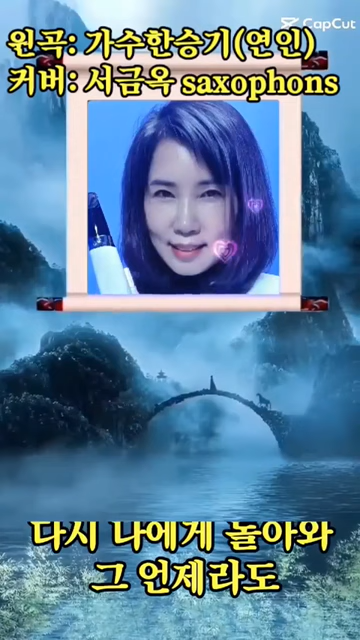 CapCut
원곡: 가수한승기(연인)
커버: 서금옥 saxophons
다시 나에게 돌아와
그 언제라도